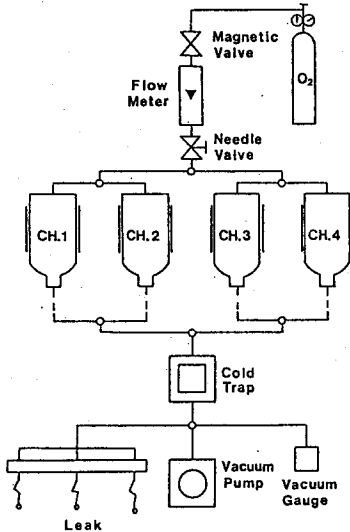 Magnetic
Valve
Flow
Meter
O₂
Needle
Valve
CH.1
CH.2
CH.3
CH.4
Cold
Trap
Leak
Vacuum
Pump
Vacuum
Gauge